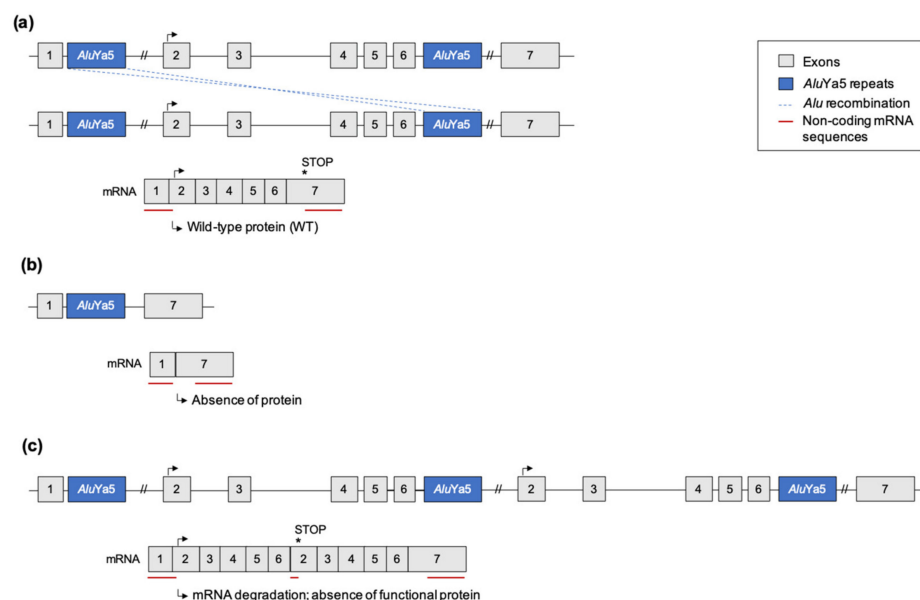 (a)
1 AluYa5 // 2 3 4 5 6 AluYa5 // 7
1 AluYa5 // 2 3 4 5 6 AluYa5 // 7
STOP
*
mRNA 1 2 3 4 5 6 7
Wild-type protein (WT)
Exons
AluYa5 repeats
Alu recombination
Non-coding mRNA
sequences
(b)
1 AluYa5 7
mRNA 1 7
Absence of protein
(c)
1 AluYa5 // 2 3 4 5 6 AluYa5 // 2 3 4 5 6 AluYa5 // 7
STOP
*
mRNA 1 2 3 4 5 6 2 3 4 5 6 7
mRNA degradation; absence of functional protein